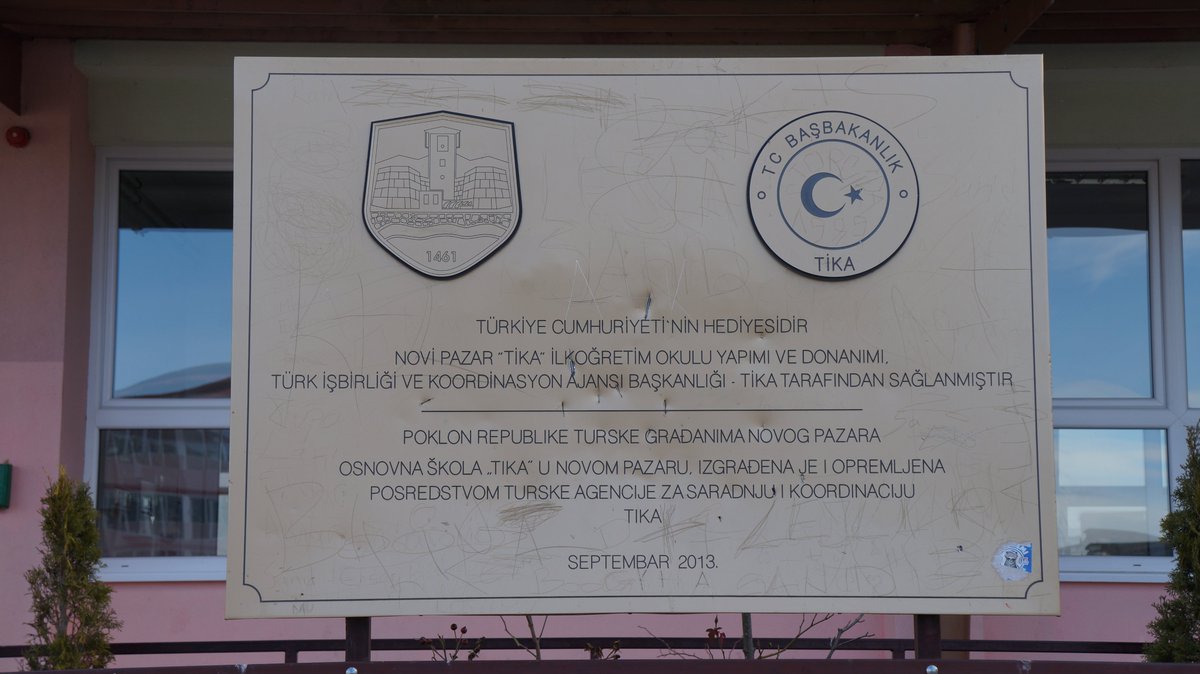 1461
TC BAŞBAKANLIK
TİKA
TÜRKİYE CUMHURİYETİ`NİN HEDİYESİDİR
NOVİ PAZAR "TİKA" İLKOĞRETİM OKULU YAPIMI VE DONANIMI,
TÜRK İŞBİRLİĞİ VE KOORDİNASYON AJANSI BAŞKANLIĞI - TİKA TARAFINDAN SAĞLANMIŞTIR
POKLON REPUBLIKE TURSKE GRAĐANIMA NOVOG PAZARA
OSNOVNA ŠKOLA „TIKA" U NOVOM PAZARU, IZGRAĐENA JE I OPREMLJENA
POSREDSTVOM TURSKE AGENCIJE ZA SARADNJU I KOORDINACIJU
TIKA
SEPTEMBAR 2013.